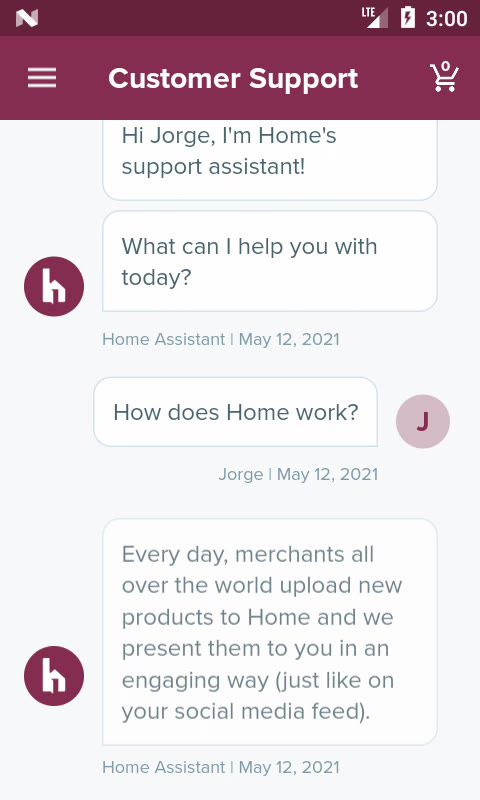 LTE 3:00
Customer Support 0
Hi Jorge, I'm Home's
support assistant!
What can I help you with
today?
h
Home Assistant | May 12, 2021
How does Home work?
J
Jorge | May 12, 2021
Every day, merchants all
over the world upload new
products to Home and we
present them to you in an
engaging way (just like on
your social media feed).
h
Home Assistant | May 12, 2021